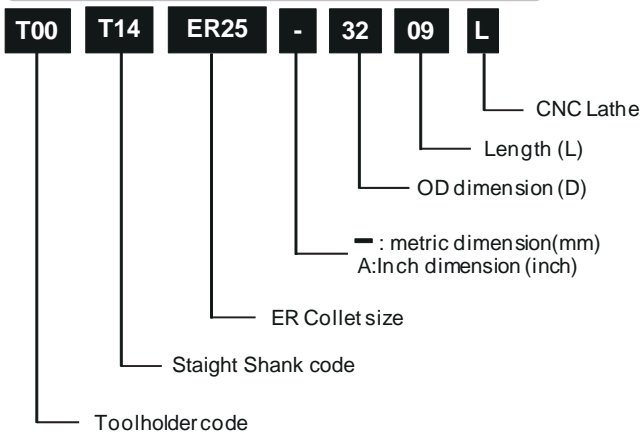 T00 T14 ER25 - 32 09 L
CNC Lathe
Length (L)
OD dimension (D)
- : metric dimension(mm)
A:Inch dimension (inch)
ER Collet size
Staight Shank code
Toolholder code